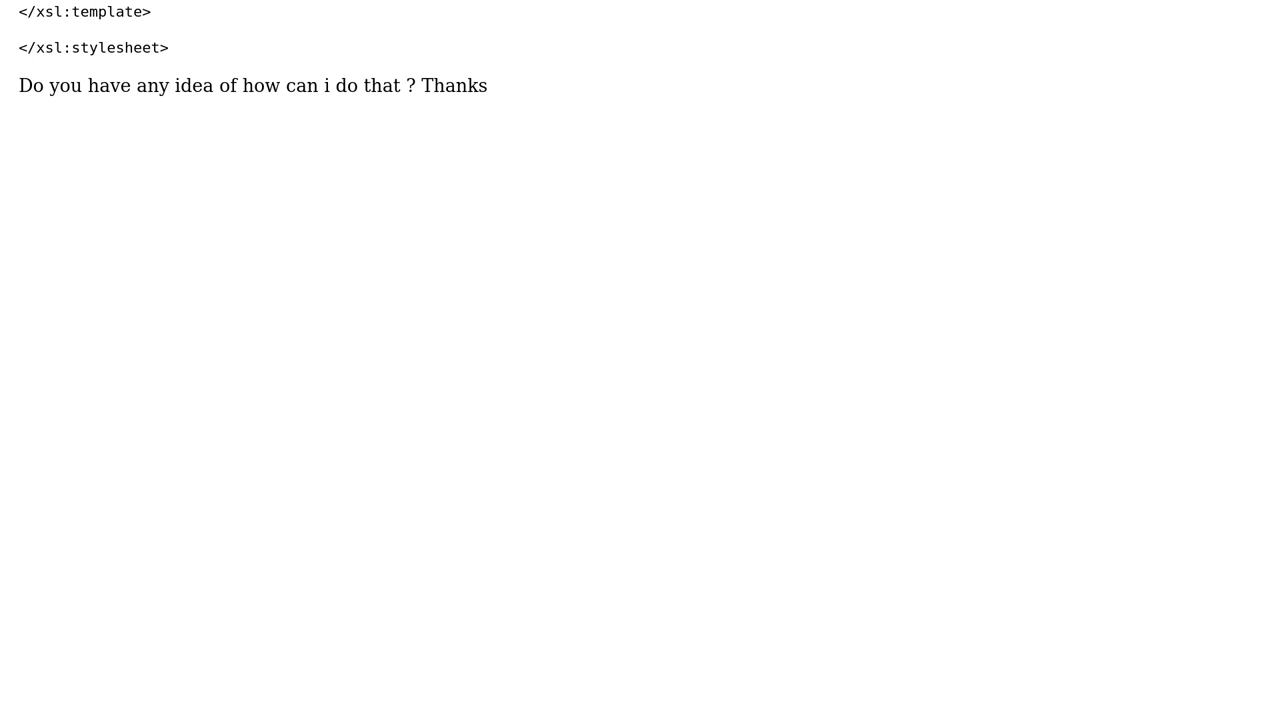 </xsl:template>
</xsl:stylesheet>
Do you have any idea of how can i do that ? Thanks